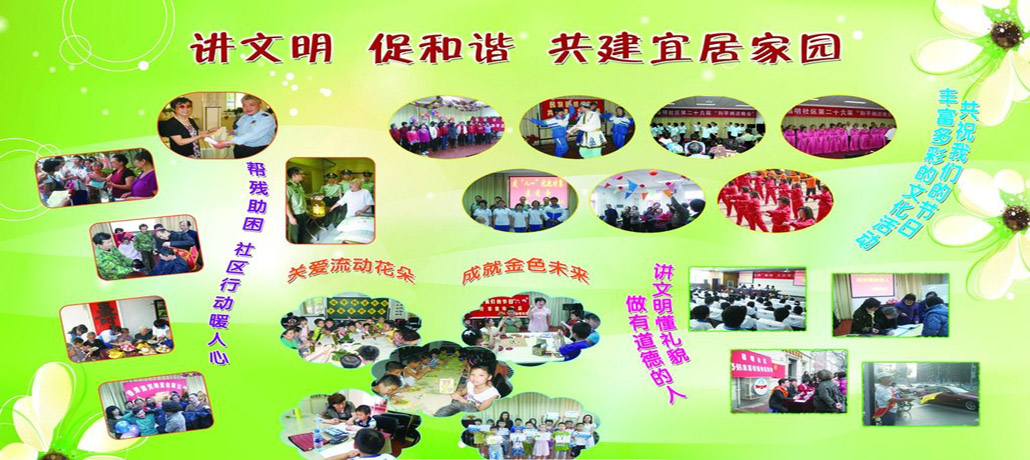 讲文明 促和谐 共建宜居家园
帮残助困 社区行动暖人心
关爱流动花朵
成就金色未来
讲文明懂礼貌
做有道德的人
共祝我们的节日
丰富多彩的文化活动